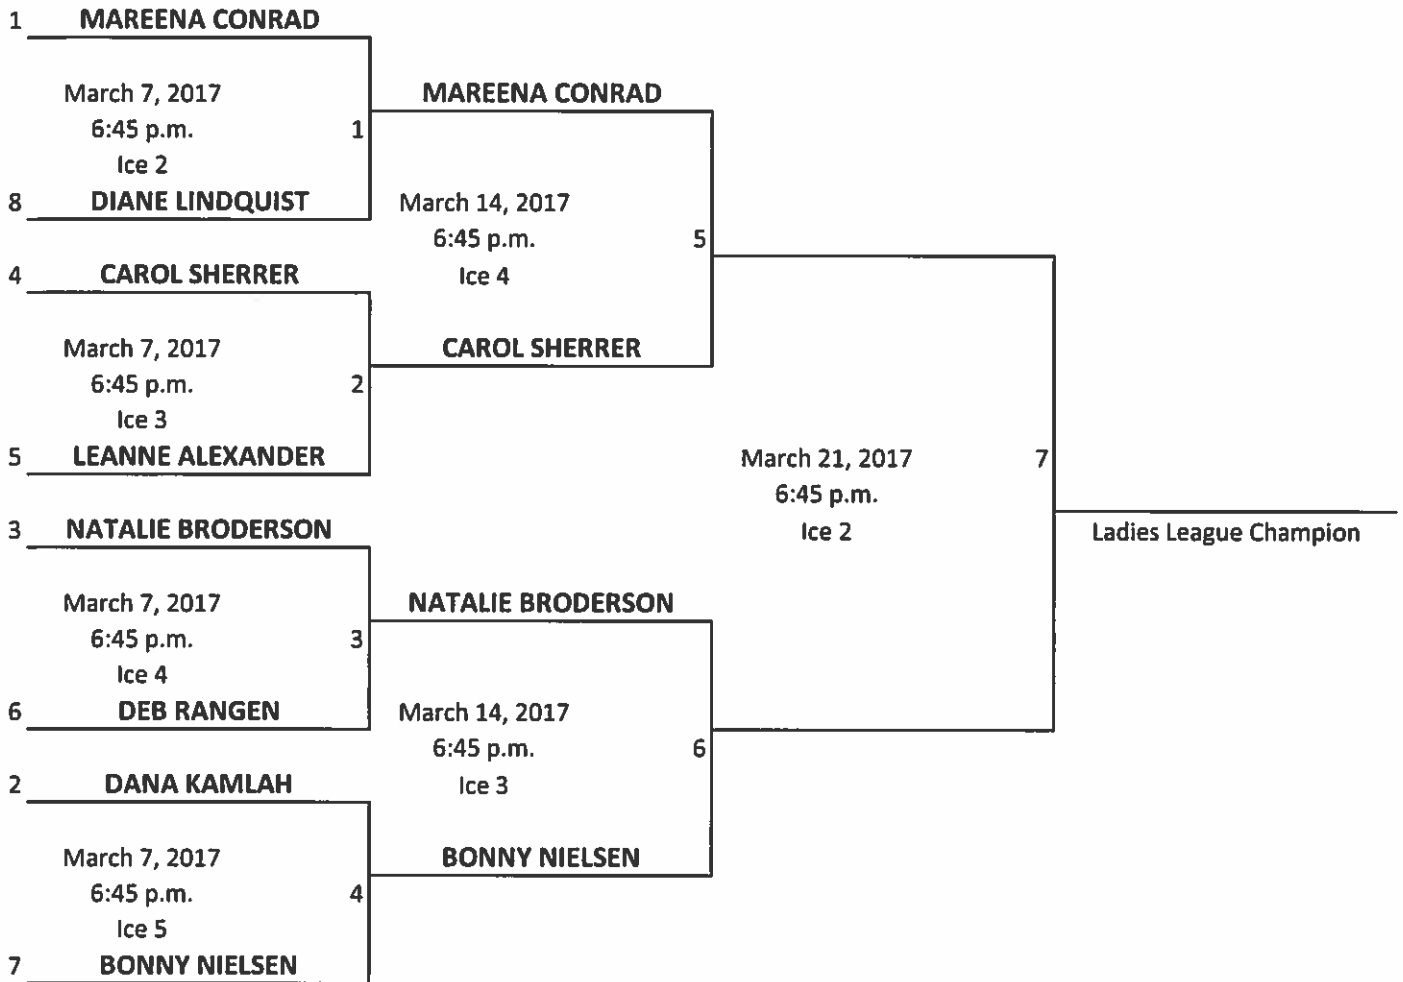 1 MAREENA CONRAD
March 7, 2017
6:45 p.m. 1
Ice 2
8 DIANE LINDQUIST
4 CAROL SHERRER
March 7, 2017
6:45 p.m. 2
Ice 3
5 LEANNE ALEXANDER
3 NATALIE BRODERSON
March 7, 2017
6:45 p.m. 3
Ice 4
6 DEB RANGEN
2 DANA KAMLAH
March 7, 2017
6:45 p.m. 4
Ice 5
7 BONNY NIELSEN
MAREENA CONRAD
March 14, 2017
6:45 p.m. 5
Ice 4
CAROL SHERRER
NATALIE BRODERSON
March 14, 2017
6:45 p.m. 6
Ice 3
BONNY NIELSEN
March 21, 2017 7
6:45 p.m.
Ice 2
Ladies League Champion